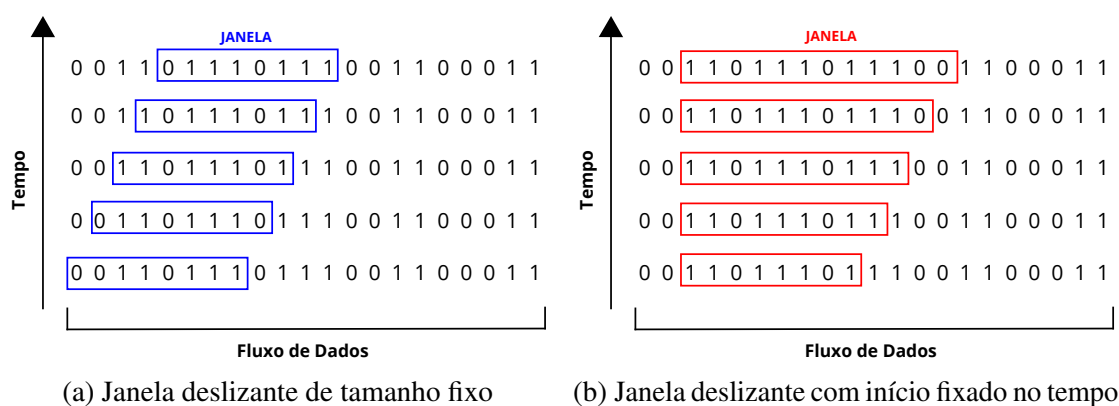 JANELA
0 0 1 1 0 1 1 1 0 1 1 1 0 0 1 1 0 0 0 1 1
0 0 1 1 0 1 1 1 0 1 1 1 0 0 1 1 0 0 0 1 1
0 0 1 1 0 1 1 1 0 1 1 1 0 0 1 1 0 0 0 1 1
0 0 1 1 0 1 1 1 0 1 1 1 0 0 1 1 0 0 0 1 1
0 0 1 1 0 1 1 1 0 1 1 1 0 0 1 1 0 0 0 1 1
Tempo
Fluxo de Dados
(a) Janela deslizante de tamanho fixo
JANELA
0 0 1 1 0 1 1 1 0 1 1 1 0 0 1 1 0 0 0 1 1
0 0 1 1 0 1 1 1 0 1 1 1 0 0 1 1 0 0 0 1 1
0 0 1 1 0 1 1 1 0 1 1 1 0 0 1 1 0 0 0 1 1
0 0 1 1 0 1 1 1 0 1 1 1 0 0 1 1 0 0 0 1 1
0 0 1 1 0 1 1 1 0 1 1 1 0 0 1 1 0 0 0 1 1
Tempo
Fluxo de Dados
(b) Janela deslizante com início fixado no tempo